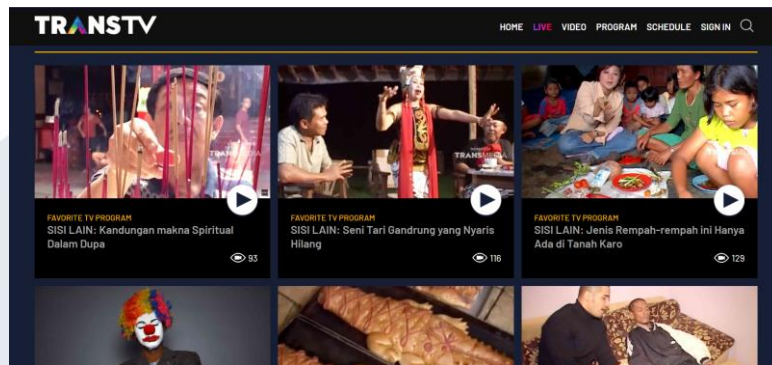 TRANSTV
HOME LIVE VIDEO PROGRAM SCHEDULE SIGN IN
TRANSMEDIA
TRANSMEDIA
FAVORITE TV PROGRAM
SISI LAIN: Kandungan makna Spiritual
Dalam Dupa
93
FAVORITE TV PROGRAM
SISI LAIN: Seni Tari Gandrung yang Nyaris
Hilang
116
FAVORITE TV PROGRAM
SISI LAIN: Jenis Rempah-rempah ini Hanya
Ada di Tanah Karo
129